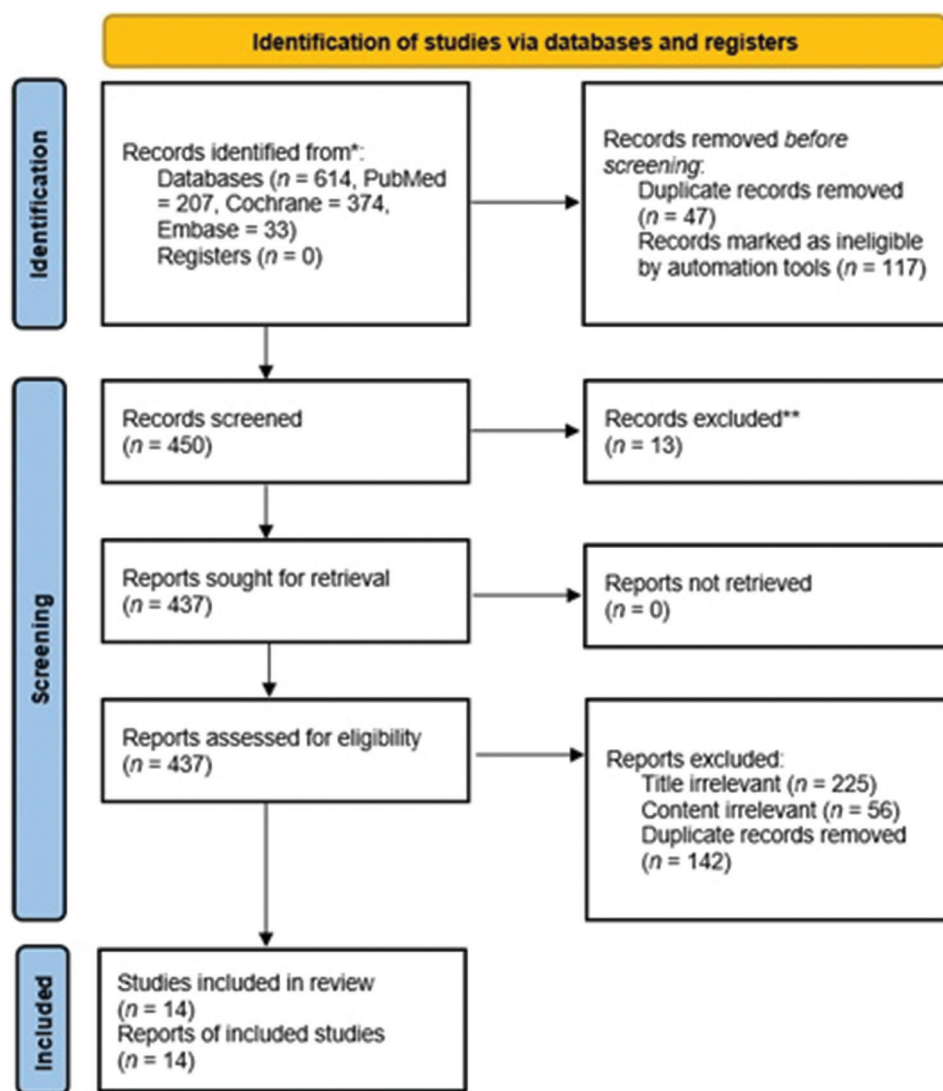 Identification of studies via databases and registers
Identification
Records identified from*:
Databases (n = 614, PubMed
= 207, Cochrane = 374,
Embase = 33)
Registers (n = 0)
Records removed before
screening:
Duplicate records removed
(n = 47)
Records marked as ineligible
by automation tools (n = 117)
Screening
Records screened
(n = 450)
Records excluded**
(n = 13)
Reports sought for retrieval
(n = 437)
Reports not retrieved
(n = 0)
Reports assessed for eligibility
(n = 437)
Reports excluded:
Title irrelevant (n = 225)
Content irrelevant (n = 56)
Duplicate records removed
(n = 142)
Included
Studies included in review
(n = 14)
Reports of included studies
(n = 14)